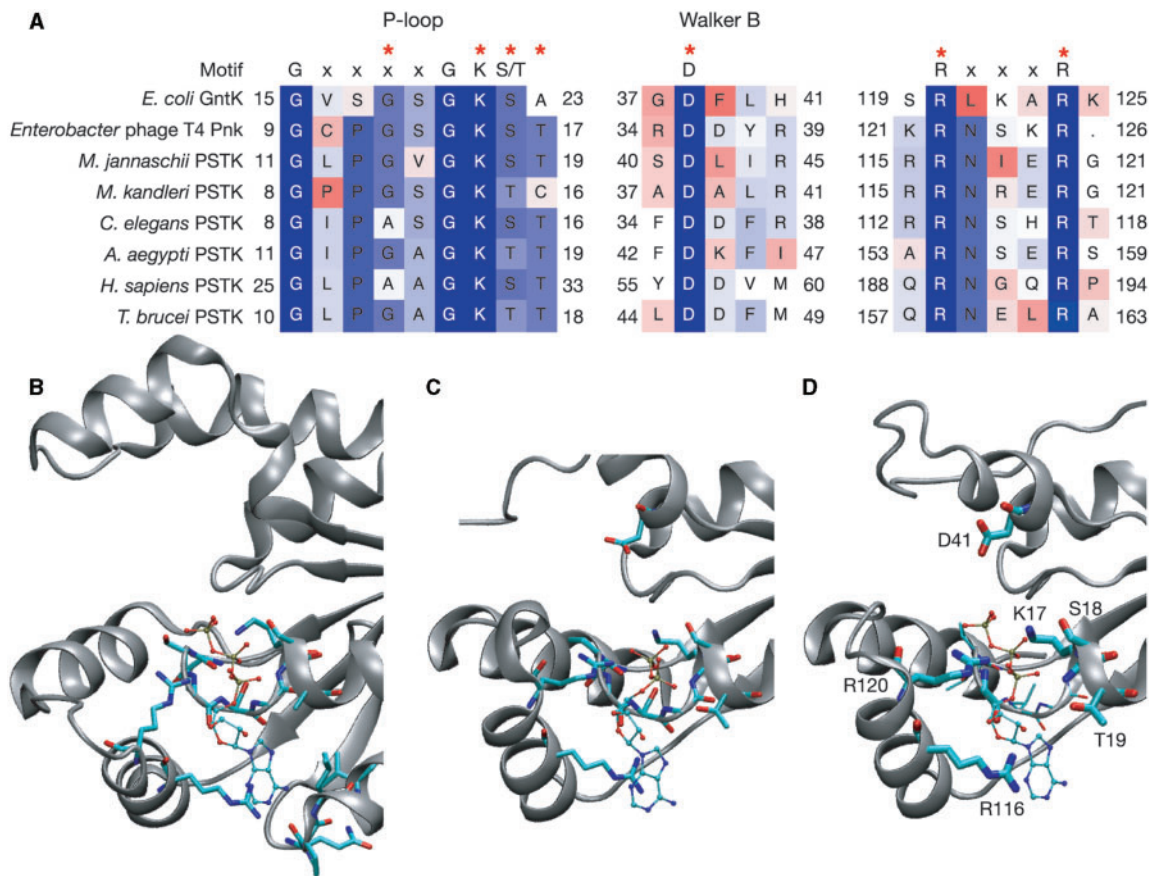 A
P-loop
Walker B
* * * * * * *
Motif G x x x x G K S/T D R x x x R
E. coli GntK 15 G V S G S G K S A 23 37 G D F L H 41 119 S R L K A R K 125
Enterobacter phage T4 Pnk 9 G C P G S G K S T 17 34 R D D Y R 39 121 K R N S K R . 126
M. jannaschii PSTK 11 G L P G V G K S T 19 40 S D L I R 45 115 R R N I E R G 121
M. kandleri PSTK 8 G P P G S G K T C 16 37 A D A L R 41 115 R R N R E R G 121
C. elegans PSTK 8 G I P A S G K S T 16 34 F D D F R 38 112 R R N S H R T 118
A. aegypti PSTK 11 G I P G A G K T T 19 42 F D K F I 47 153 A R N S E R S 159
H. sapiens PSTK 25 G L P A A G K S T 33 55 Y D D V M 60 188 Q R N G Q R P 194
T. brucei PSTK 10 G L P G A G K T T 18 44 L D D F M 49 157 Q R N E L R A 163
B
C
D
D41
K17
S18
R120
T19
R116